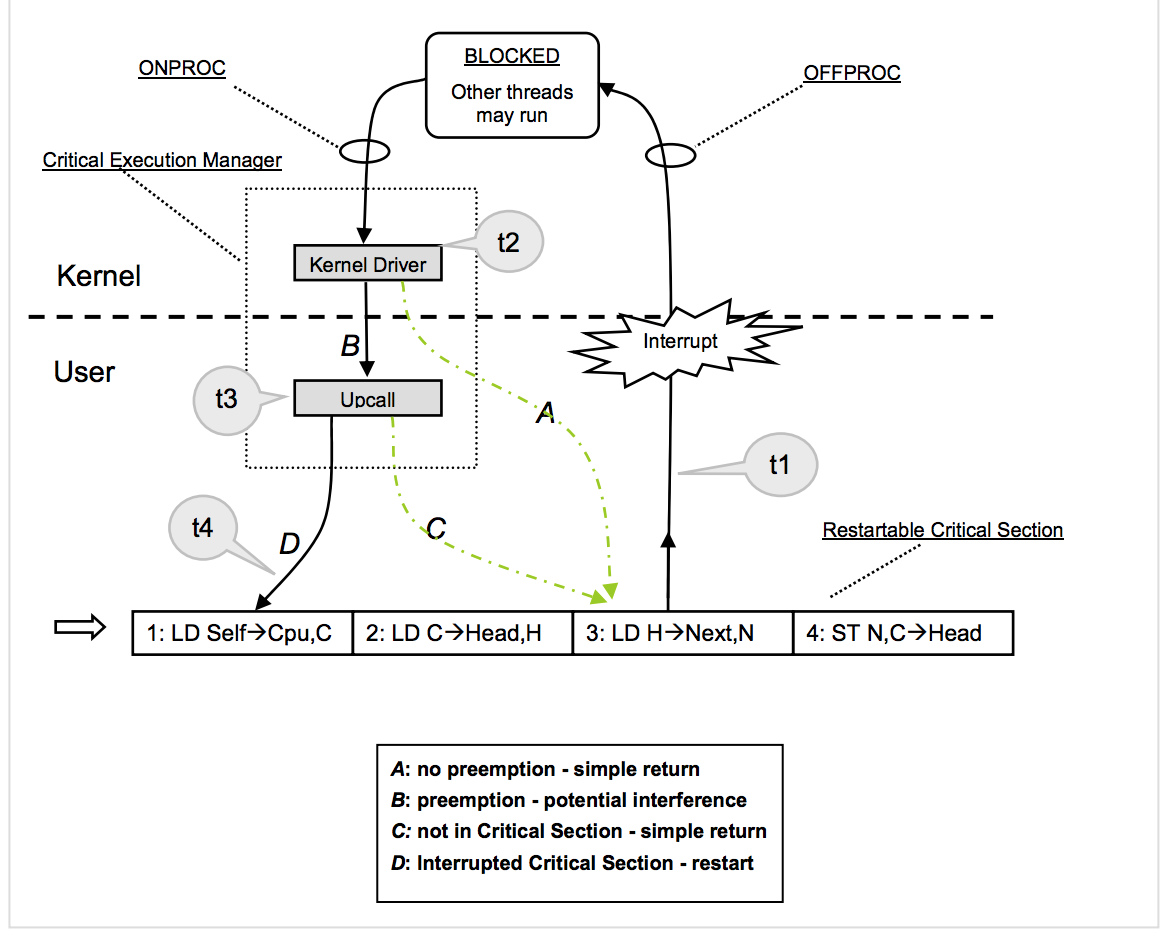 BLOCKED
Other threads
may run
ONPROC
OFFPROC
Critical Execution Manager
t2
Kernel Driver
Kernel
Interrupt
B
User
t3
Upcall
A
t1
t4
C
D
Restartable Critical Section
1: LD Self→Cpu,C
2: LD C→Head,H
3: LD H→Next,N
4: ST N,C→Head
A: no preemption - simple return
B: preemption - potential interference
C: not in Critical Section - simple return
D: Interrupted Critical Section - restart